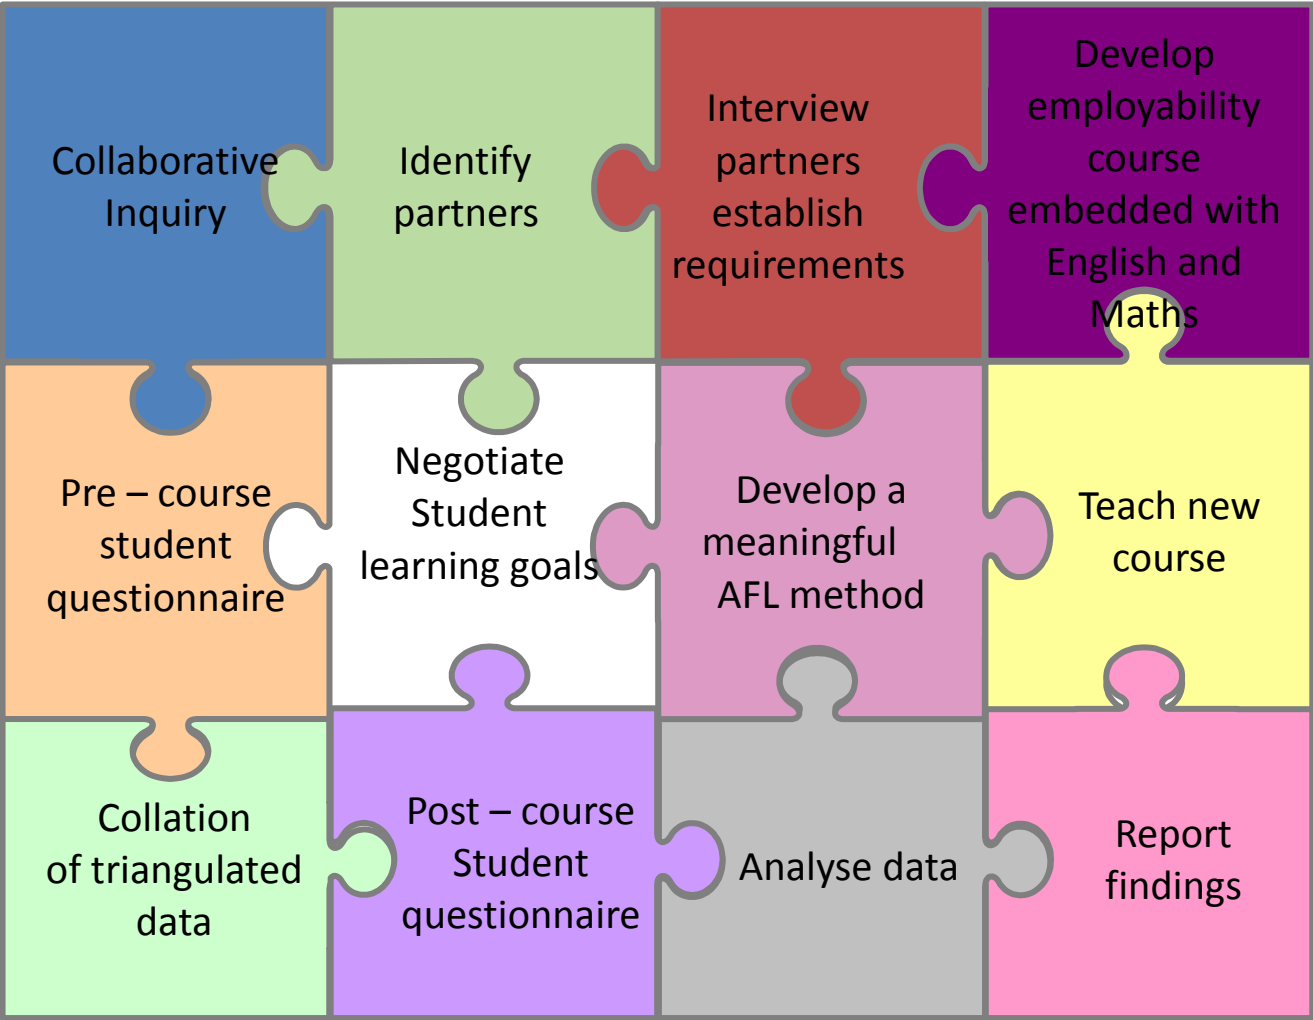 Collaborative
Inquiry
Identify
partners
Interview
partners
establish
requirements
Develop
employability
course
embedded with
English and
Maths
Pre – course
student
questionnaire
Negotiate
Student
learning goals
Develop a
meaningful
AFL method
Teach new
course
Collation
of triangulated
data
Post – course
Student
questionnaire
Analyse data
Report
findings